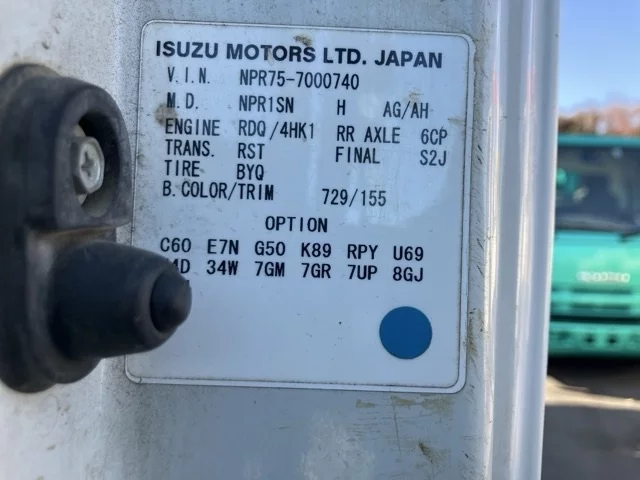 ISUZU MOTORS LTD. JAPAN
V.I.N. NPR75-7000740
M.D. NPR1SN H AG/AH
ENGINE RDQ/4HK1 RR AXLE 6CP
TRANS. RST FINAL S2J
TIRE BYQ
B.COLOR/TRIM 729/155
OPTION
C60 E7N G50 K89 RPY U69
34W 7GM 7GR 7UP 8GJ